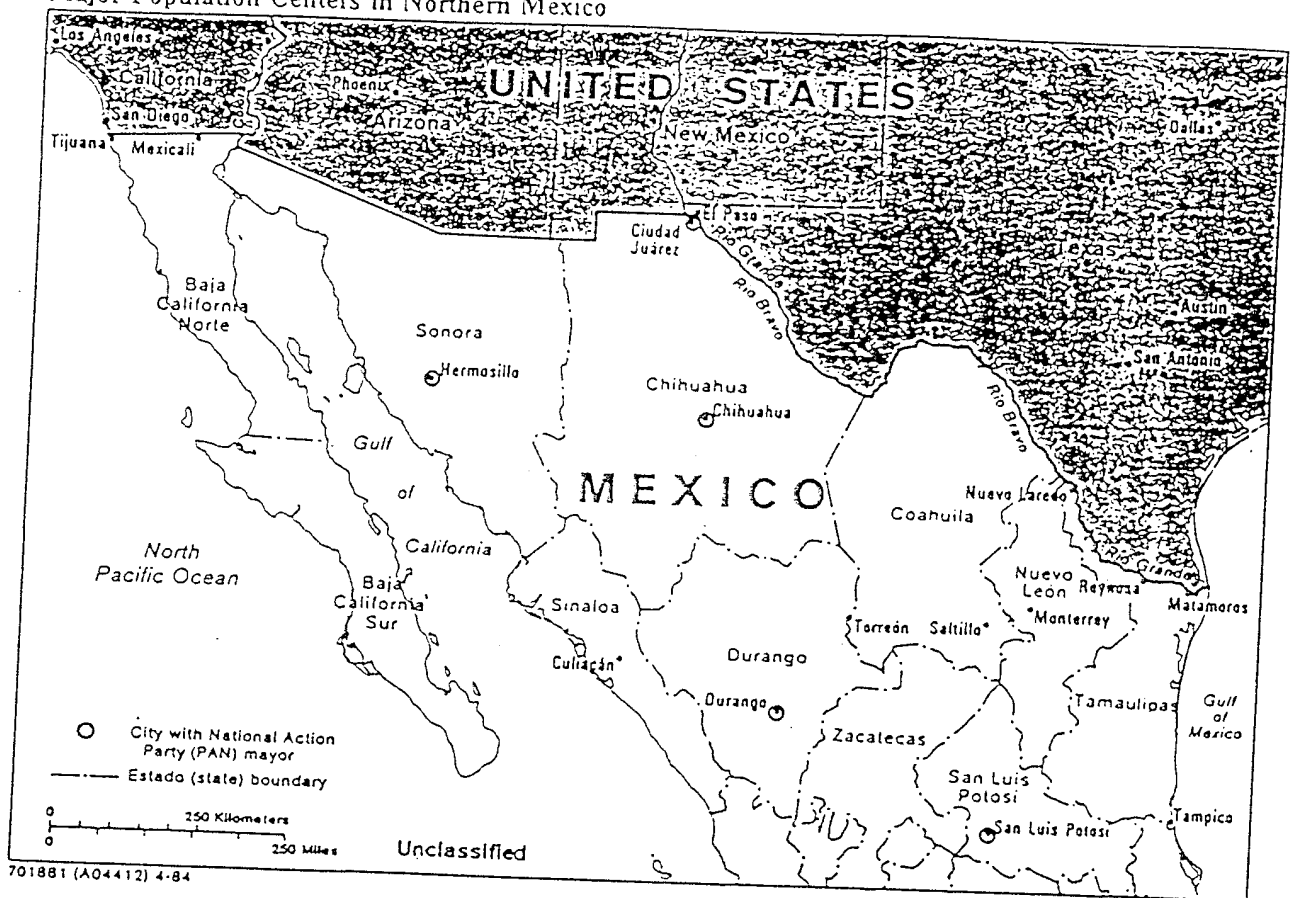 Major Population Centers in Northern Mexico
Los Angeles
California
San Diego
Tijuana
Mexicali
Phoenix
Arizona
UNITED STATES
New Mexico
Dallas
El Paso
Ciudad
Juárez
Rio Grande
Rio Bravo
Texas
Austin
San Antonio
Baja
California
Norte
Sonora
Hermosillo
Chihuahua
Chihuahua
Rio Bravo
Gulf
of
California
MEXICO
Nuevo Laredo
Coahuila
North
Pacific Ocean
Baja
California
Sur
Sinaloa
Culiacán
Nuevo
León
Reynosa
Rio Grande
Matamoros
Monterrey
Torreón
Saltillo
Durango
Durango
Tamaulipas
Gulf
of
Mexico
Zacatecas
San Luis
Potosí
San Luis Potosí
Tampico
City with National Action
Party (PAN) mayor
Estado (state) boundary
0
250 Kilometers
0
250 Miles
Unclassified
701881 (A04412) 4-84